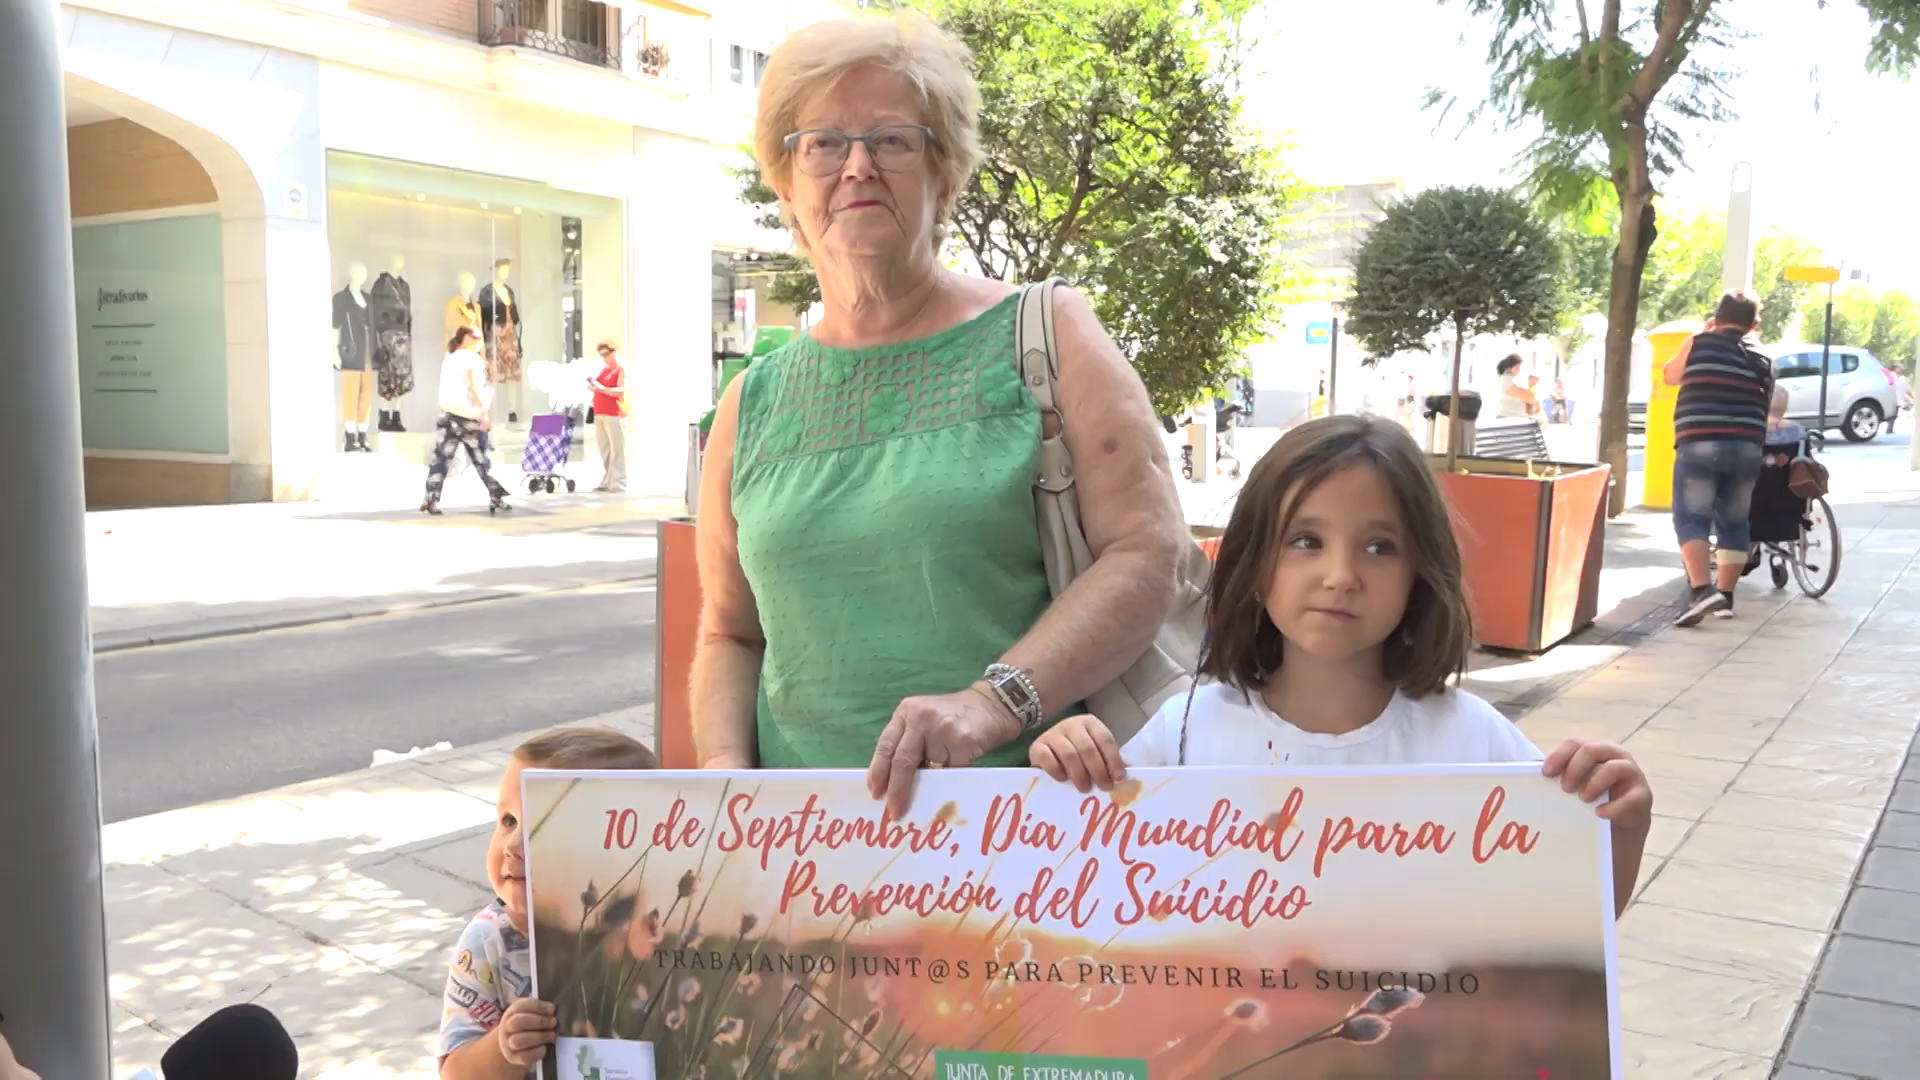 Stradivarius
10 de Septiembre, Día Mundial para la
Prevención del Suicidio
TRABAJANDO JUNT@S PARA PREVENIR EL SUICIDIO
JUNTA DE EXTREMADURA